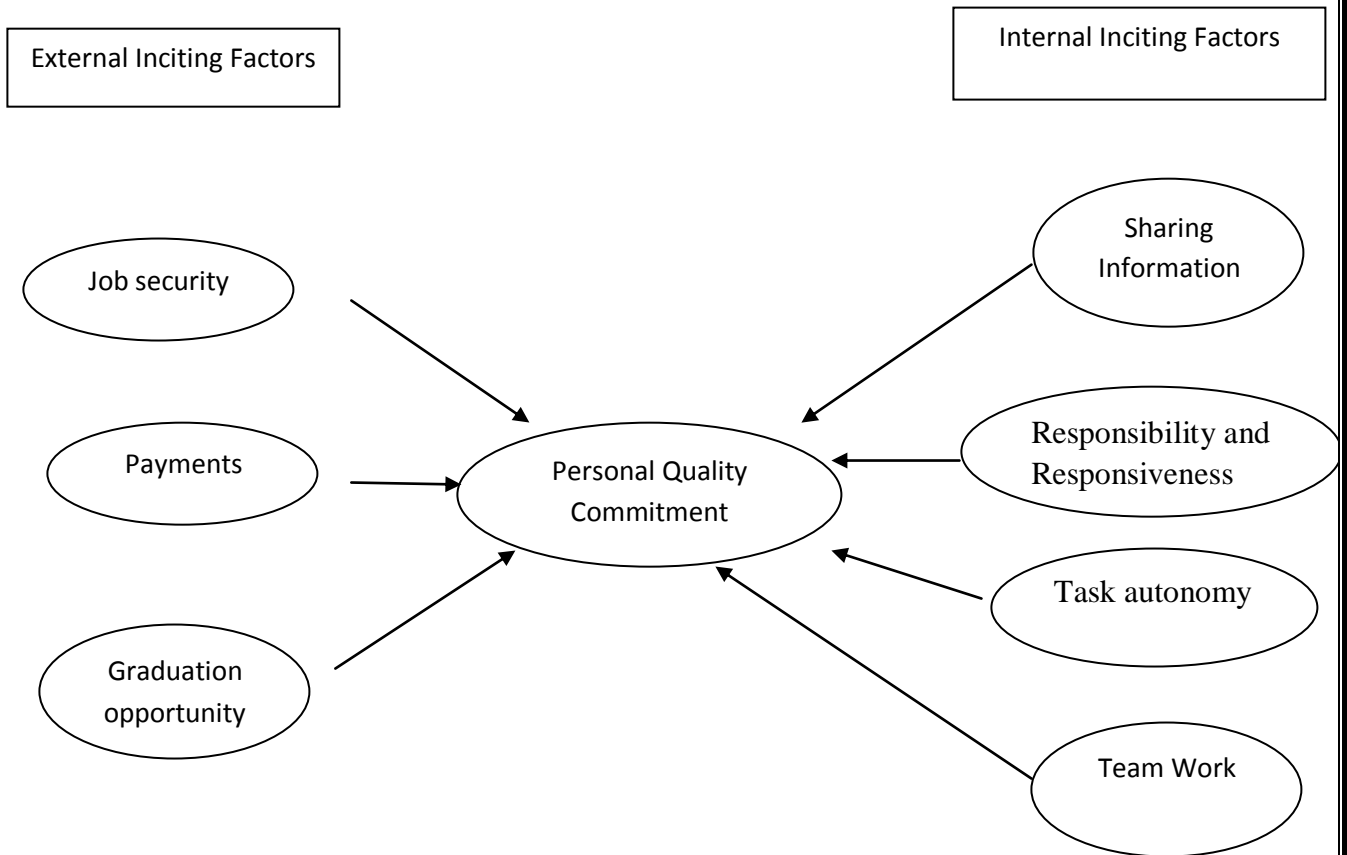 External Inciting Factors
Internal Inciting Factors
Job security
Payments
Graduation
opportunity
Personal Quality
Commitment
Sharing
Information
Responsibility and
Responsiveness
Task autonomy
Team Work